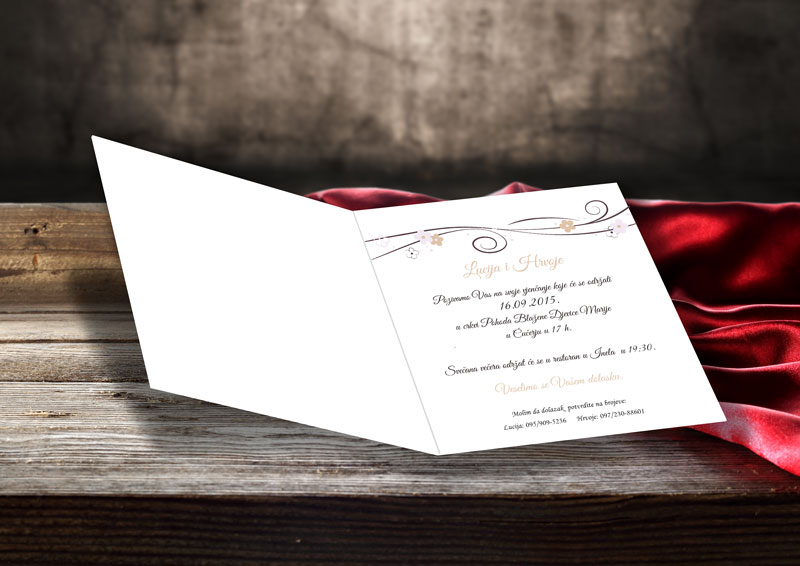 Lucija i Hrvoje
Pozivamo Vas na svoje vjenčanje koje će se održati
16.09.2015.
u crkvi Pohoda Blažene Djevice Marije
u Čučerju u 17 h.
Svečana večera održat će se u restoran u Ineta u 19:30.
Veselimo se Vašem dolasku.
Molim da dolazak, potvrdite na brojeve:
Lucija: 095/909-5236 Hrvoje: 097/230-88601